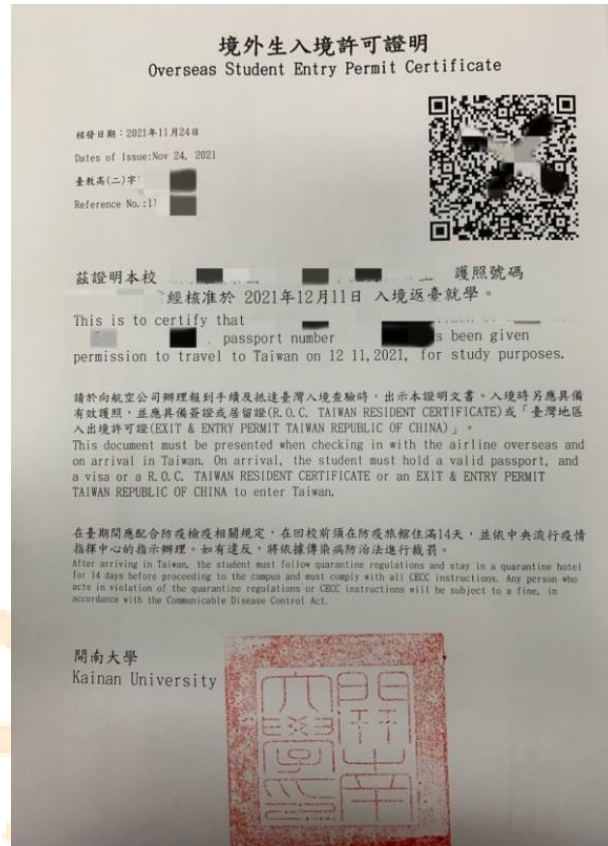 境外生入境許可證明
Overseas Student Entry Permit Certificate
核發日期：2021年11月24日
Dates of Issue:Nov 24, 2021
臺教高(二)字
Reference No.:11
茲證明本校 護照號碼
經核准於 2021年12月11日 入境返臺就學。
This is to certify that
passport number s been given
permission to travel to Taiwan on 12 11,2021, for study purposes.
請於向航空公司辦理報到手續及抵達臺灣入境查驗時，出示本證明文書。入境時另應具備
有效護照，並應具備簽證或居留證(R.O.C. TAIWAN RESIDENT CERTIFICATE)或「臺灣地區
入出境許可證(EXIT & ENTRY PERMIT TAIWAN REPUBLIC OF CHINA)」。
This document must be presented when checking in with the airline overseas and
on arrival in Taiwan. On arrival, the student must hold a valid passport, and
a visa or a R.O.C. TAIWAN RESIDENT CERTIFICATE or an EXIT & ENTRY PERMIT
TAIWAN REPUBLIC OF CHINA to enter Taiwan.
在臺期間應配合防疫檢疫相關規定，在回校前須在防疫旅館住滿14天，並依中央流行疫情
指揮中心的指示辦理。如有違反，將依據傳染病防治法進行裁罰。
After arriving in Taiwan, the student must follow quarantine regulations and stay in a quarantine hotel
for 14 days before proceeding to the campus and must comply with all CECC instructions. Any person who
acts in violation of the quarantine regulations or CECC instructions will be subject to a fine, in
accordance with the Communicable Disease Control Act.
開南大學
Kainan University
開南大學印